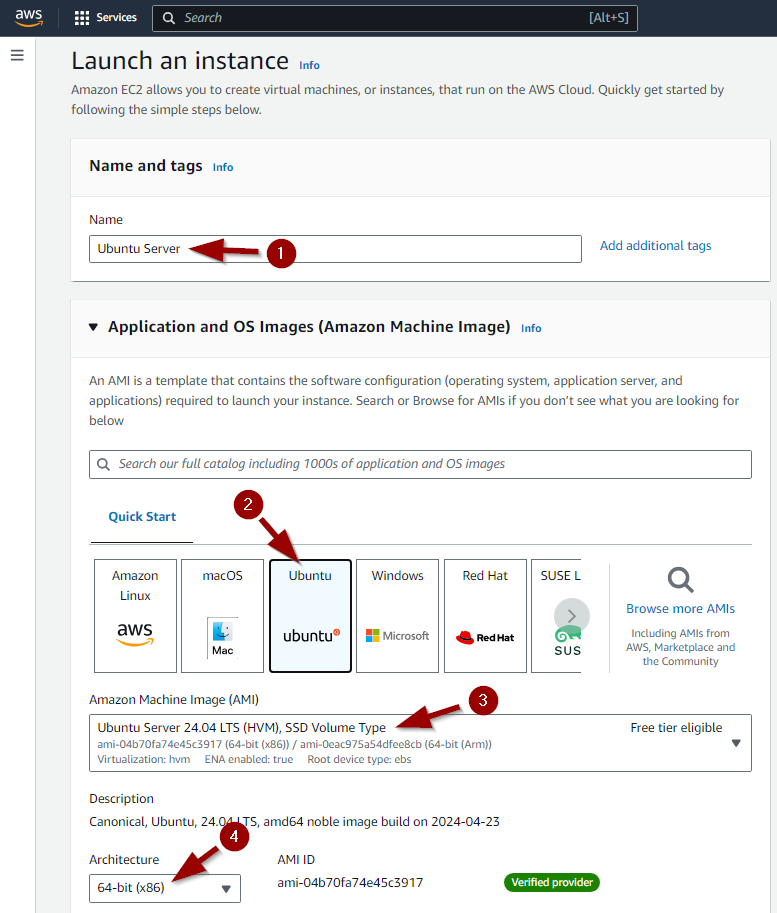 aws
Services
Search
[Alt+S]
Launch an instance Info
Amazon EC2 allows you to create virtual machines, or instances, that run on the AWS Cloud. Quickly get started by
following the simple steps below.
Name and tags Info
Name
Ubuntu Server
1
Add additional tags
Application and OS Images (Amazon Machine Image) Info
An AMI is a template that contains the software configuration (operating system, application server, and
applications) required to launch your instance. Search or Browse for AMIs if you don't see what you are looking for
below
Search our full catalog including 1000s of application and OS images
2
Quick Start
Amazon
Linux
aws
macOS
Mac
Ubuntu
ubuntu
Windows
Microsoft
Red Hat
Red Hat
SUSE L
SUS
Browse more AMIs
Including AMIs from
AWS, Marketplace and
the Community
Amazon Machine Image (AMI)
3
Ubuntu Server 24.04 LTS (HVM), SSD Volume Type
Free tier eligible
ami-04b70fa74e45c3917 (64-bit (x86)) / ami-0eac975a54dfee8cb (64-bit (Arm))
Virtualization: hvm ENA enabled: true Root device type: ebs
Description
Canonical, Ubuntu, 24.04 LTS, amd64 noble image build on 2024-04-23
4
Architecture
64-bit (x86)
AMI ID
ami-04b70fa74e45c3917
Verified provider